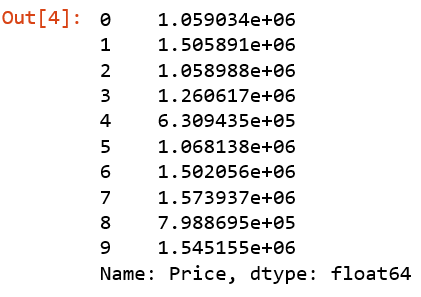 Out[4]: 0    1.059034e+06
1    1.505891e+06
2    1.058988e+06
3    1.260617e+06
4    6.309435e+05
5    1.068138e+06
6    1.502056e+06
7    1.573937e+06
8    7.988695e+05
9    1.545155e+06
Name: Price, dtype: float64